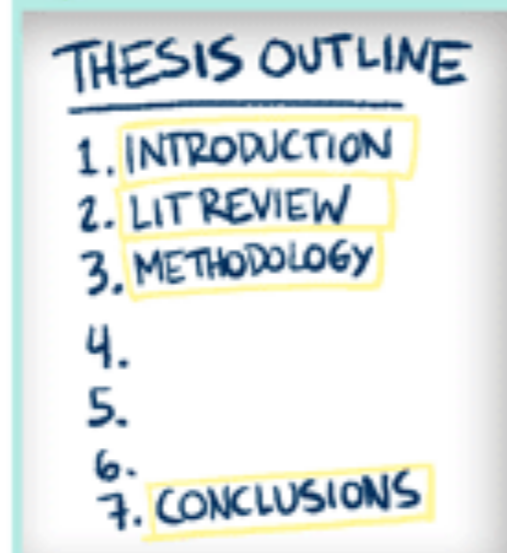 THESIS OUTLINE
1. INTRODUCTION
2. LIT REVIEW
3. METHODOLOGY
4.
5.
6.
7. CONCLUSIONS